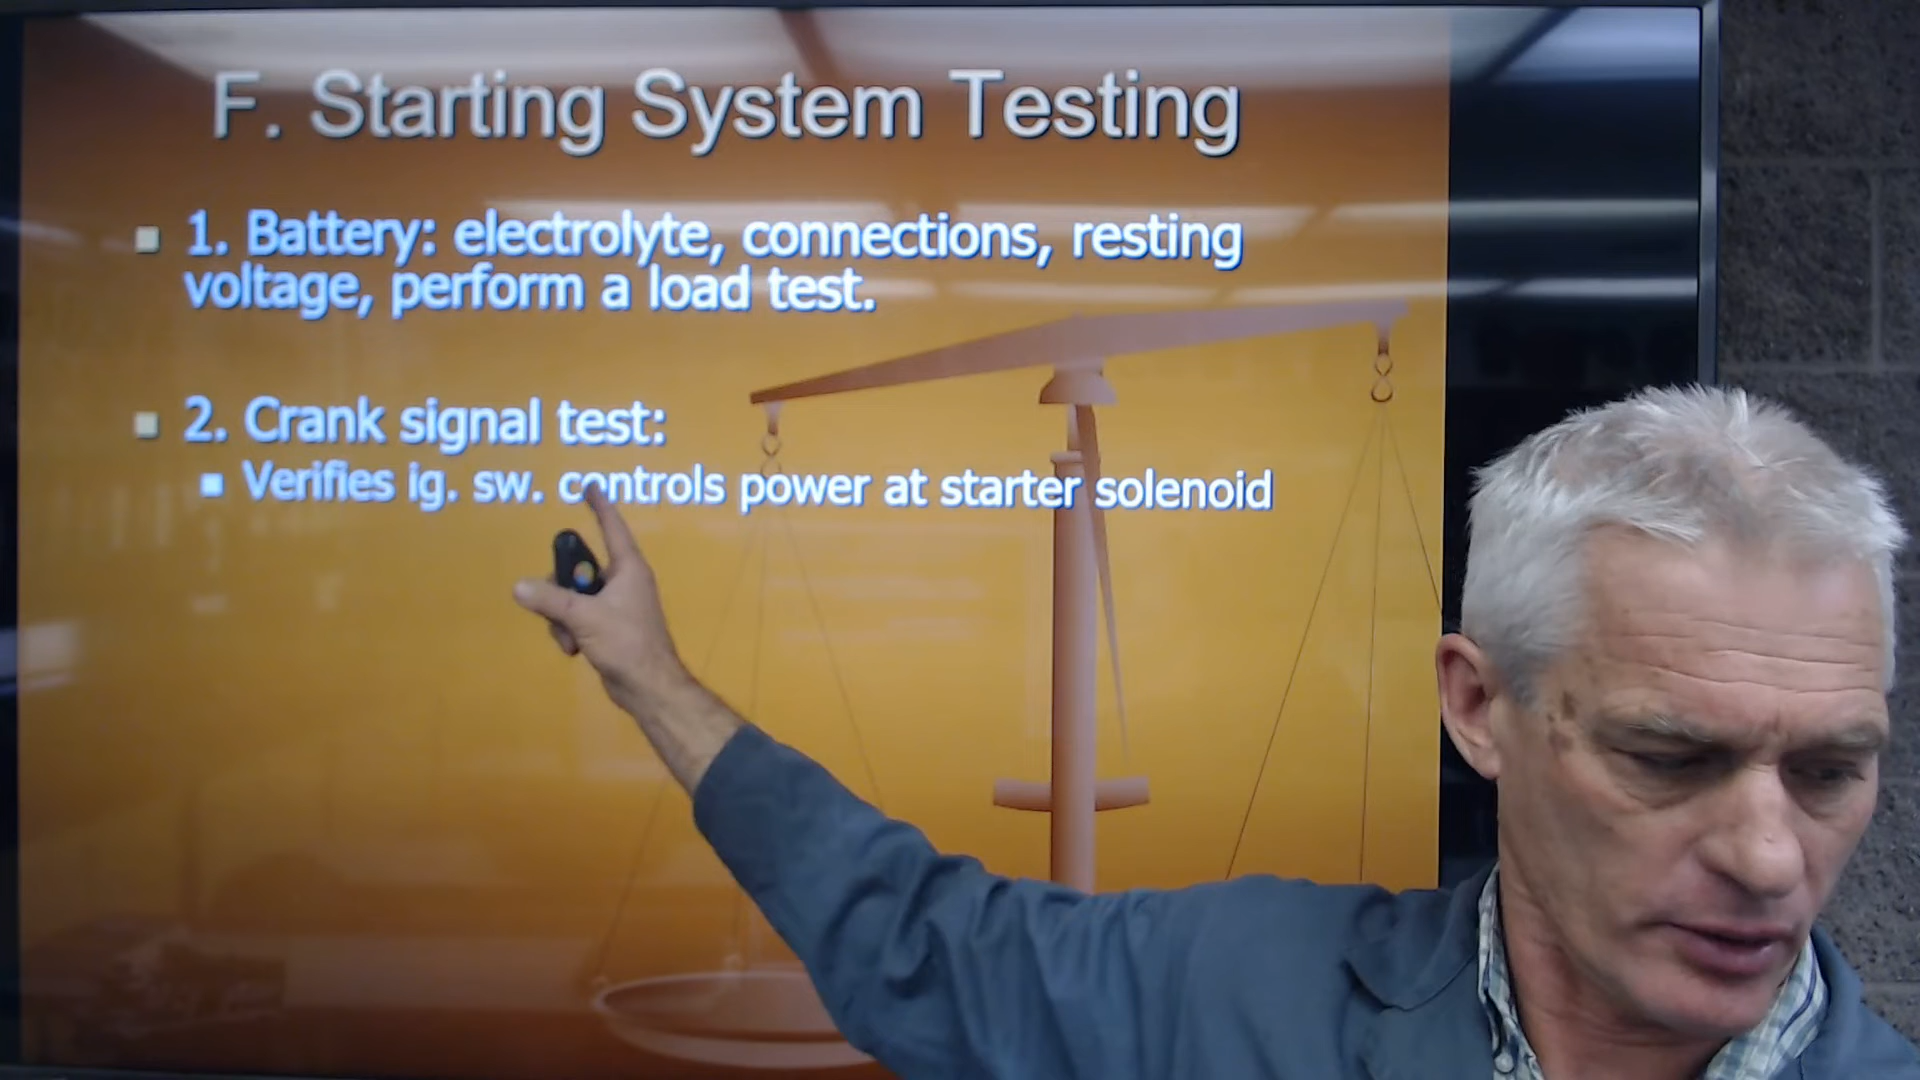 F. Starting System Testing
1. Battery: electrolyte, connections, resting
voltage, perform a load test.
2. Crank signal test:
Verifies ig. sw. controls power at starter solenoid